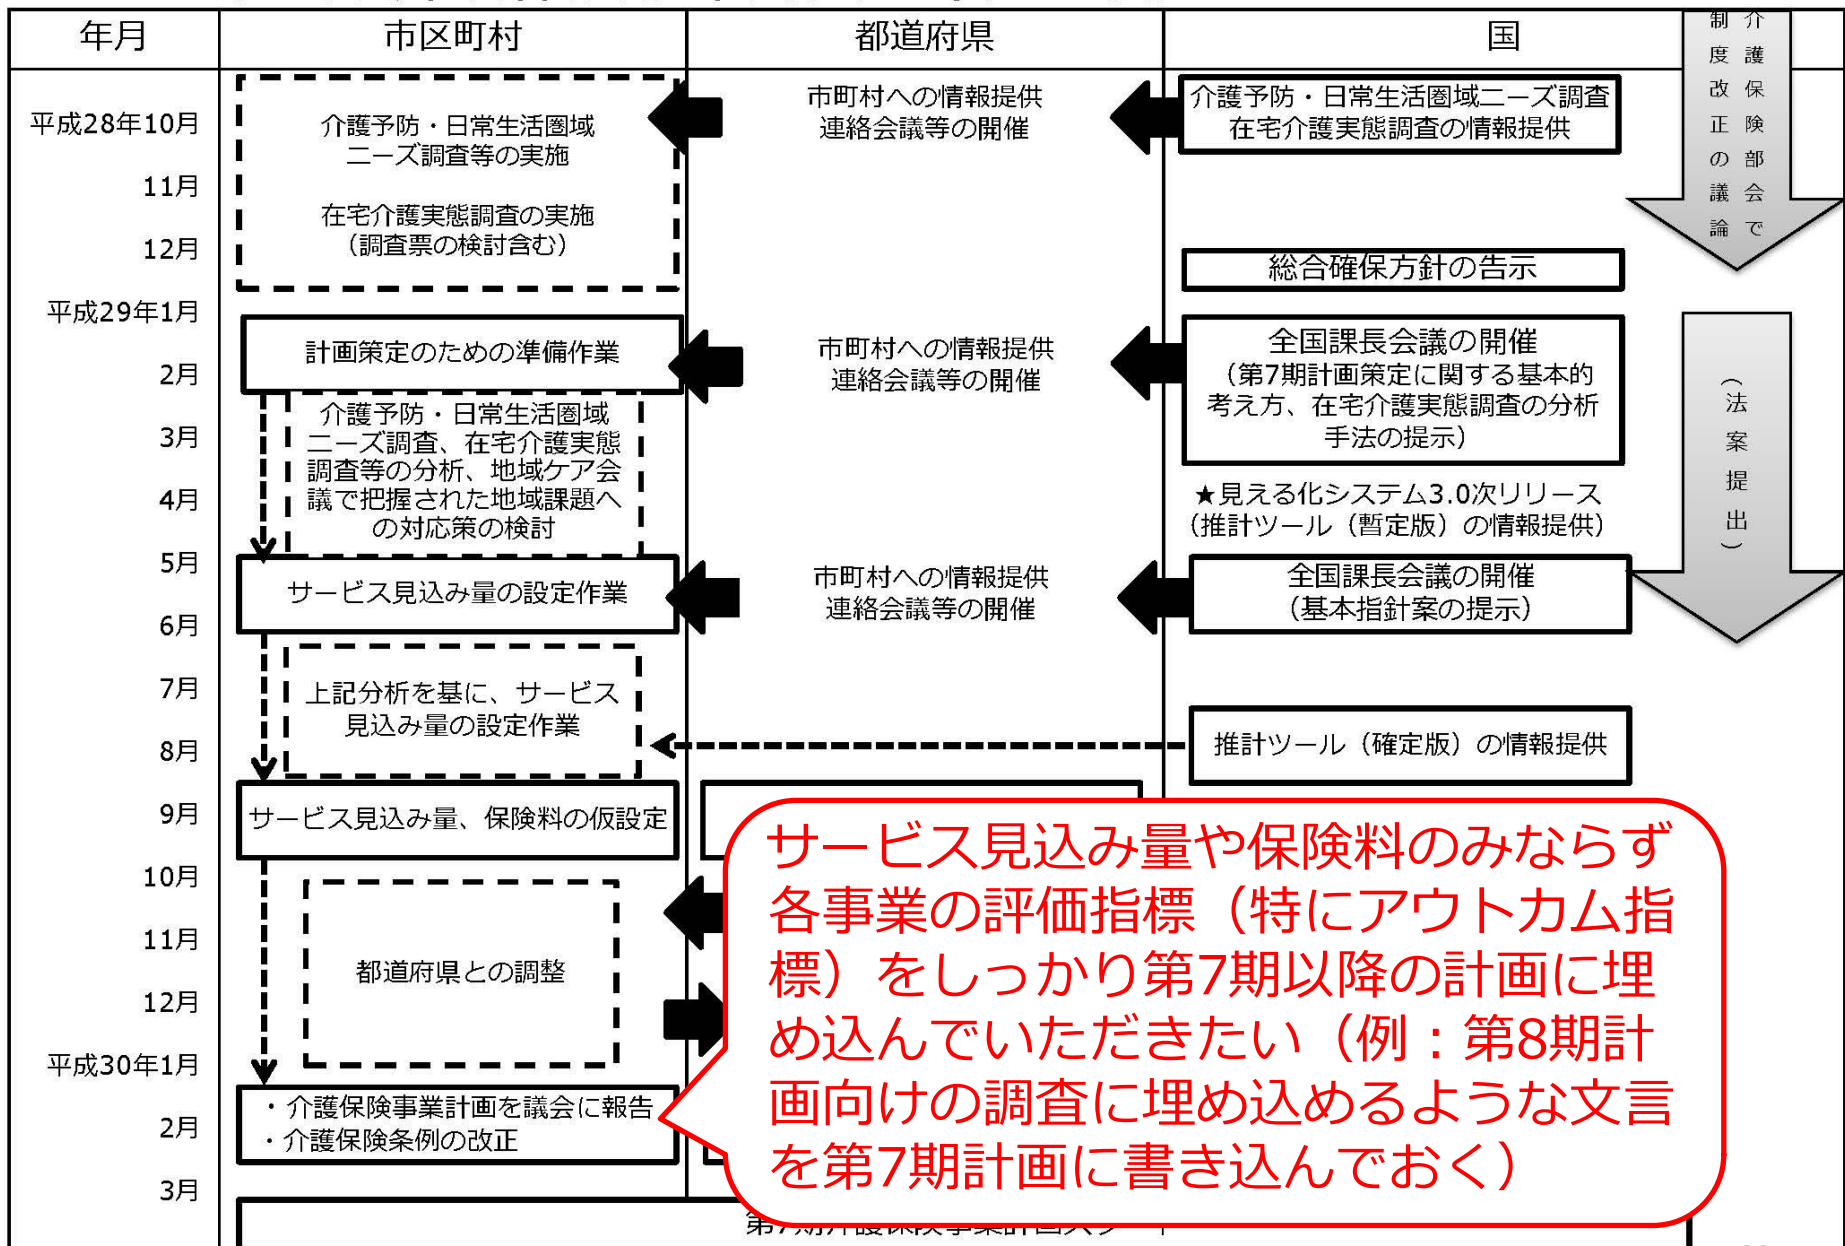 年月
市区町村
都道府県
国
介護保険部会で
制度改正の議論
平成28年10月
11月
12月
平成29年1月
2月
3月
4月
5月
6月
7月
8月
9月
10月
11月
12月
平成30年1月
2月
3月
介護予防・日常生活圏域
ニーズ調査等の実施
在宅介護実態調査の実施
（調査票の検討含む）
市町村への情報提供
連絡会議等の開催
介護予防・日常生活圏域ニーズ調査
在宅介護実態調査の情報提供
総合確保方針の告示
計画策定のための準備作業
市町村への情報提供
連絡会議等の開催
全国課長会議の開催
（第7期計画策定に関する基本的
考え方、在宅介護実態調査の分析
手法の提示）
（法案提出）
介護予防・日常生活圏域
ニーズ調査、在宅介護実態
調査等の分析、地域ケア会
議で把握された地域課題へ
の対応策の検討
★見える化システム3.0次リリース
（推計ツール（暫定版）の情報提供）
サービス見込み量の設定作業
市町村への情報提供
連絡会議等の開催
全国課長会議の開催
（基本指針案の提示）
上記分析を基に、サービス
見込み量の設定作業
推計ツール（確定版）の情報提供
サービス見込み量、保険料の仮設定
都道府県との調整
・介護保険事業計画を議会に報告
・介護保険条例の改正
サービス見込み量や保険料のみならず
各事業の評価指標（特にアウトカム指
標）をしっかり第7期以降の計画に埋
め込んでいただきたい（例：第8期計
画向けの調査に埋め込めるような文言
を第7期計画に書き込んでおく）
第7期介護保険事業計画スタート